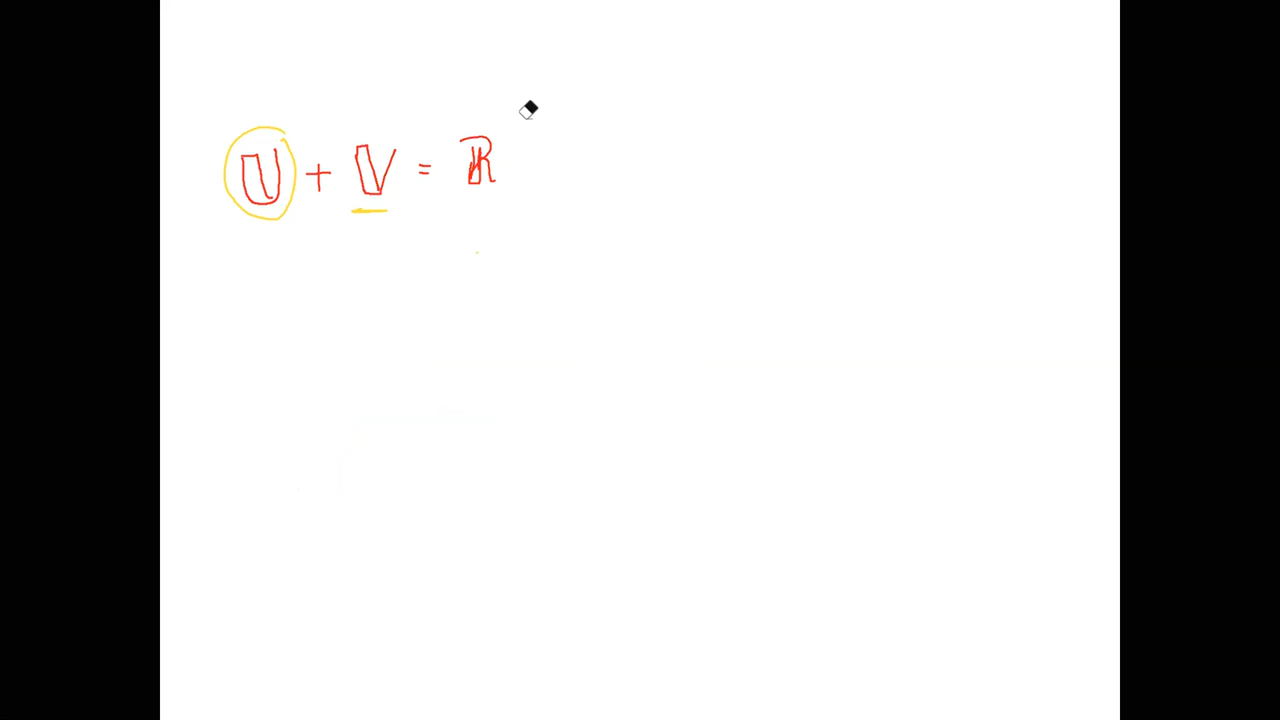 𝕌 + 𝕍 = ℝ